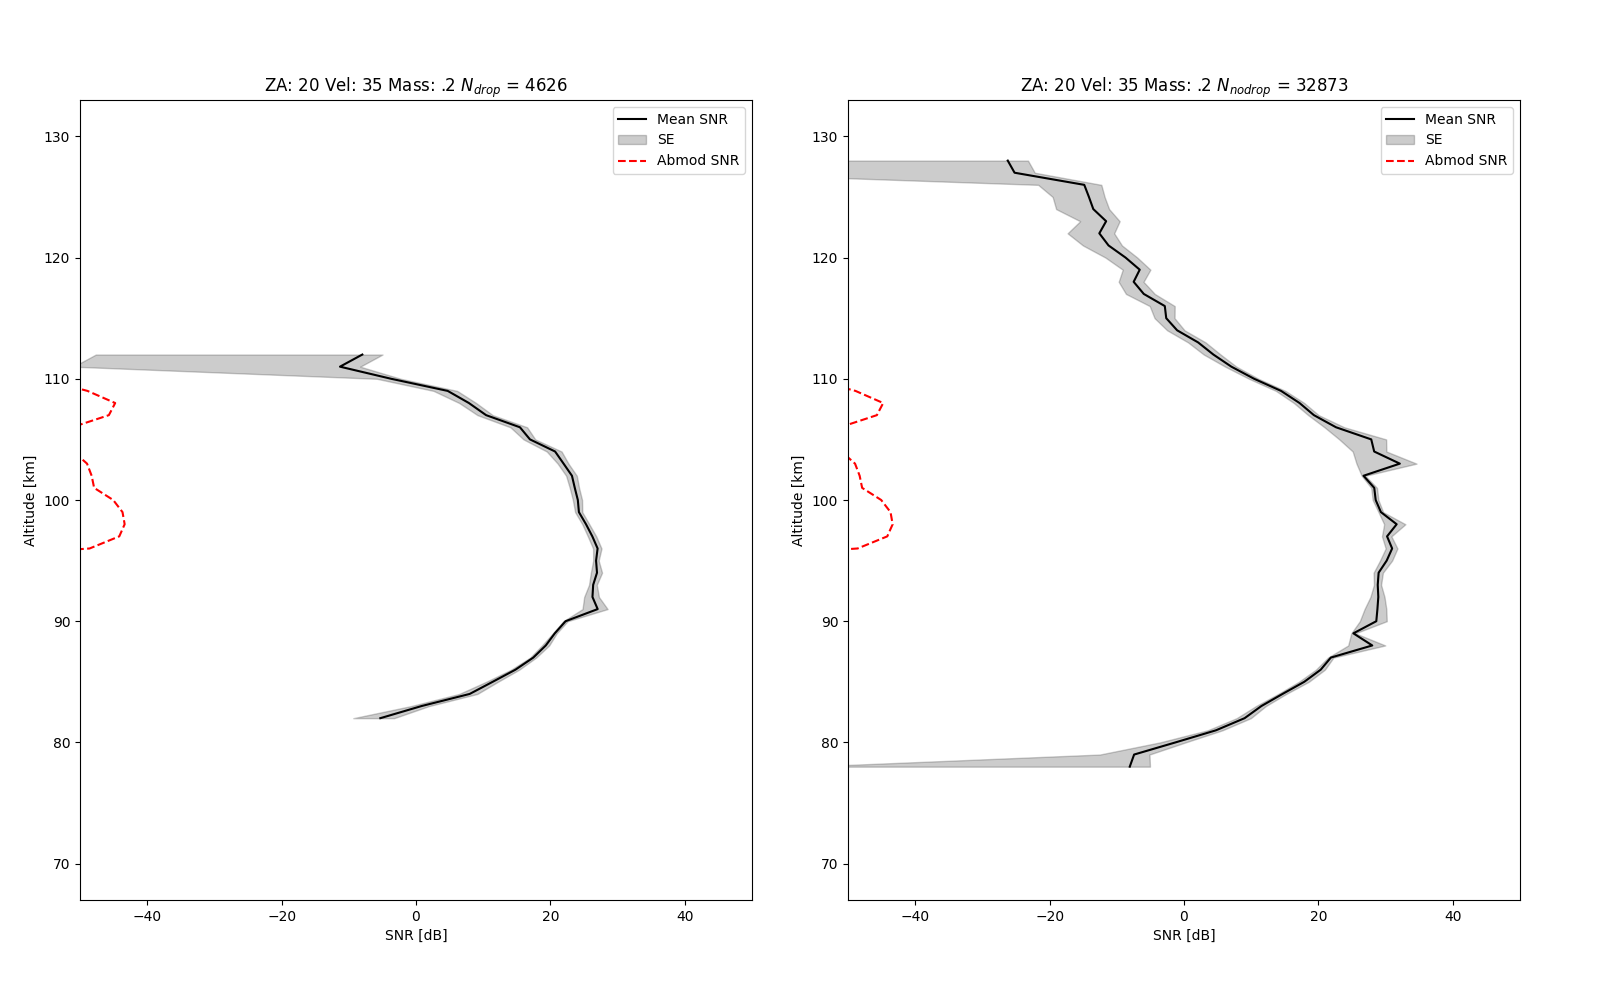 ZA: 20 Vel: 35 Mass: .2 N_drop = 4626
Mean SNR
SE
Abmod SNR
130
120
110
100
90
80
70
Altitude [km]
−40 −20 0 20 40
SNR [dB]
ZA: 20 Vel: 35 Mass: .2 N_nodrop = 32873
Mean SNR
SE
Abmod SNR
130
120
110
100
90
80
70
Altitude [km]
−40 −20 0 20 40
SNR [dB]